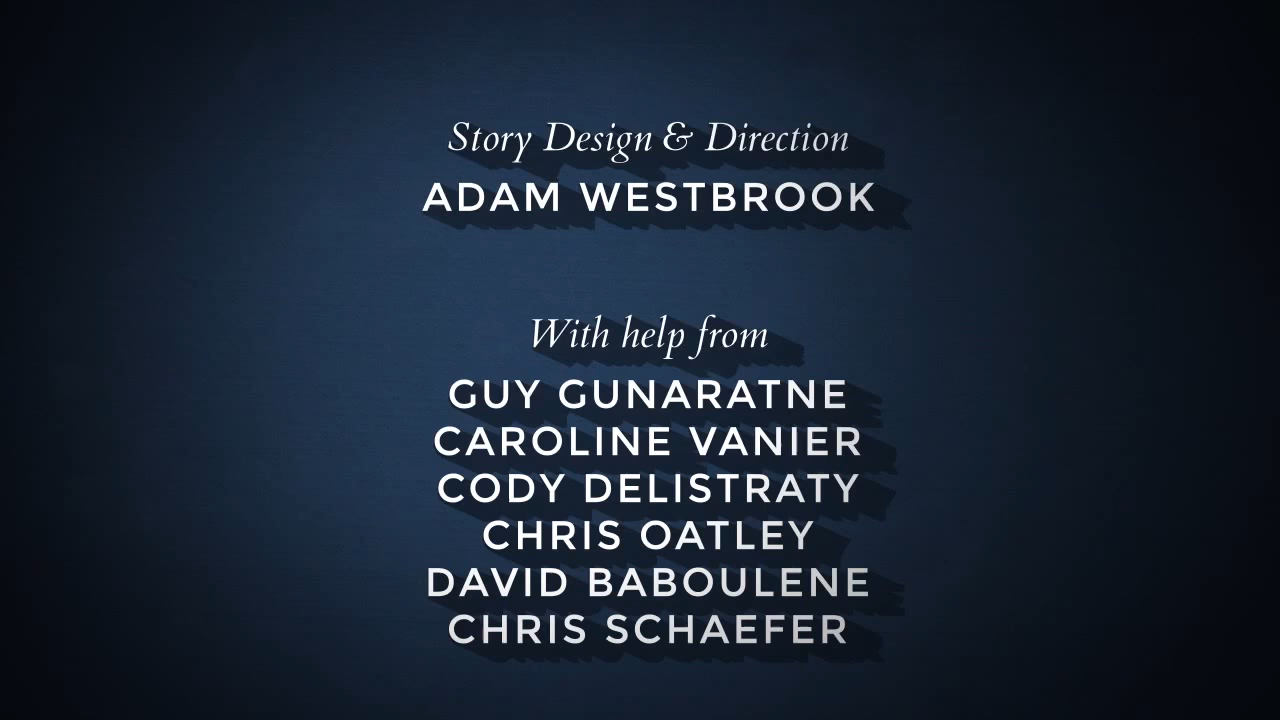 Story Design & Direction
ADAM WESTBROOK
With help from
GUY GUNARATNE
CAROLINE VANIER
CODY DELISTRATY
CHRIS OATLEY
DAVID BABOULENE
CHRIS SCHAEFER